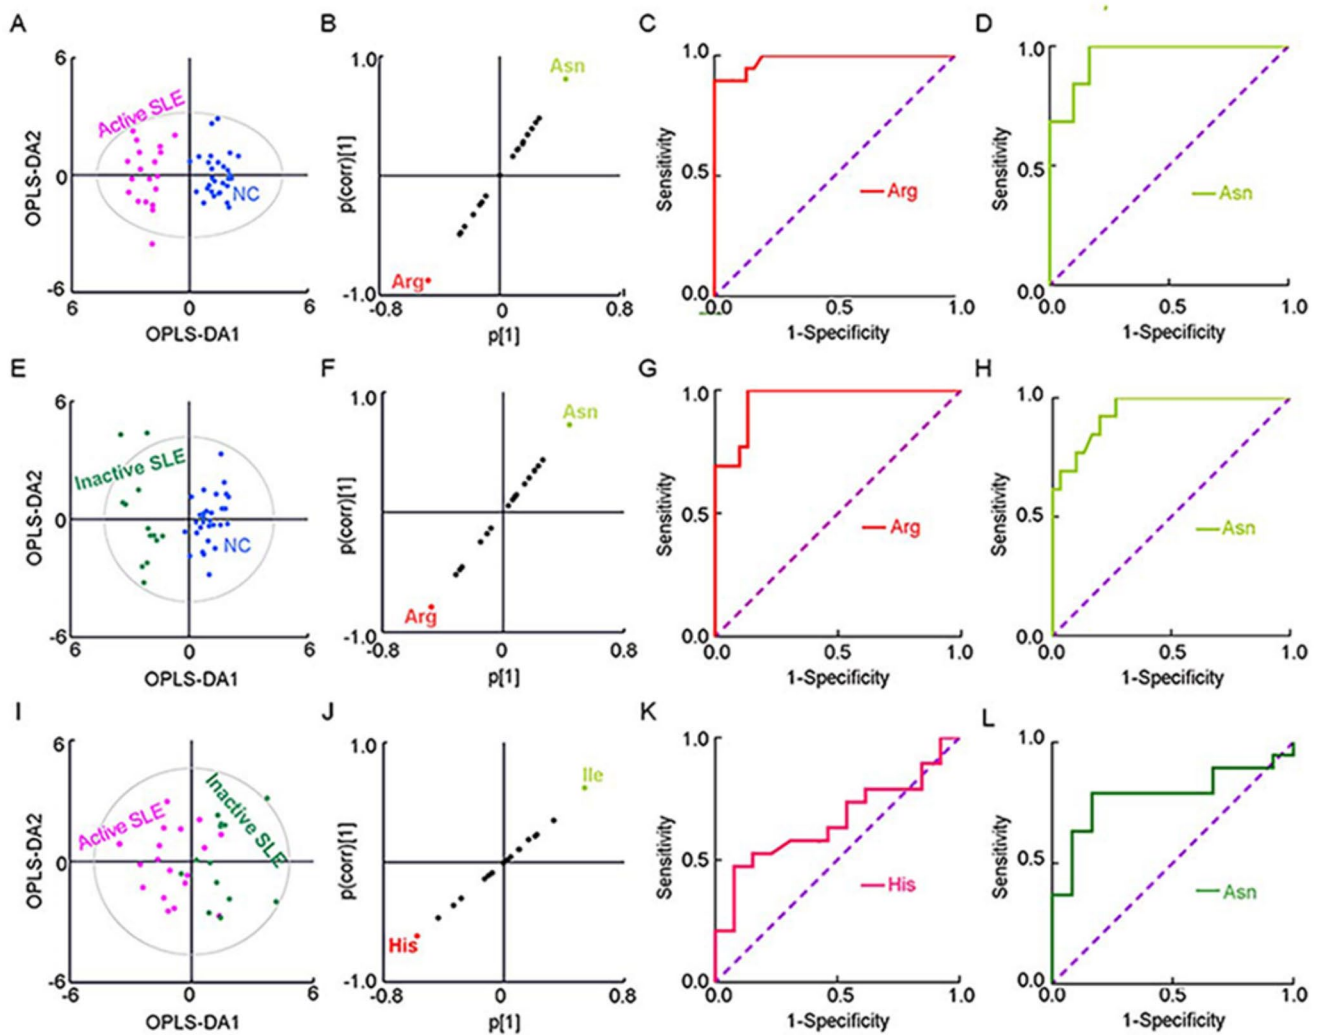 A
6
Active SLE
OPLS-DA2
0
NC
-6
6
0
6
OPLS-DA1
B
1.0
Asn
p(corr)[1]
Arg
-1.0
-0.8
0
0.8
p[1]
C
1.0
Sensitivity
0.5
Arg
0.0
0.5
1.0
1-Specificity
D
1.0
Sensitivity
0.5
Asn
0.0
0.0
0.5
1.0
1-Specificity
E
6
Inactive SLE
OPLS-DA2
0
NC
-6
-6
0
6
OPLS-DA1
F
1.0
Asn
p(corr)[1]
Arg
-1.0
-0.8
0
0.8
p[1]
G
1.0
Sensitivity
0.5
Arg
0.0
0.0
0.5
1.0
1-Specificity
H
1.0
Sensitivity
0.5
Asn
0.0
0.0
0.5
1.0
1-Specificity
I
6
Active SLE
Inactive SLE
OPLS-DA2
0
-6
-6
0
6
OPLS-DA1
J
1.0
Ile
p(corr)[1]
His
-1.0
-0.8
0
0.8
p[1]
K
1.0
Sensitivity
0.5
His
0.0
0.0
0.5
1.0
1-Specificity
L
1.0
Sensitivity
0.5
Asn
0.0
0.0
0.5
1.0
1-Specificity